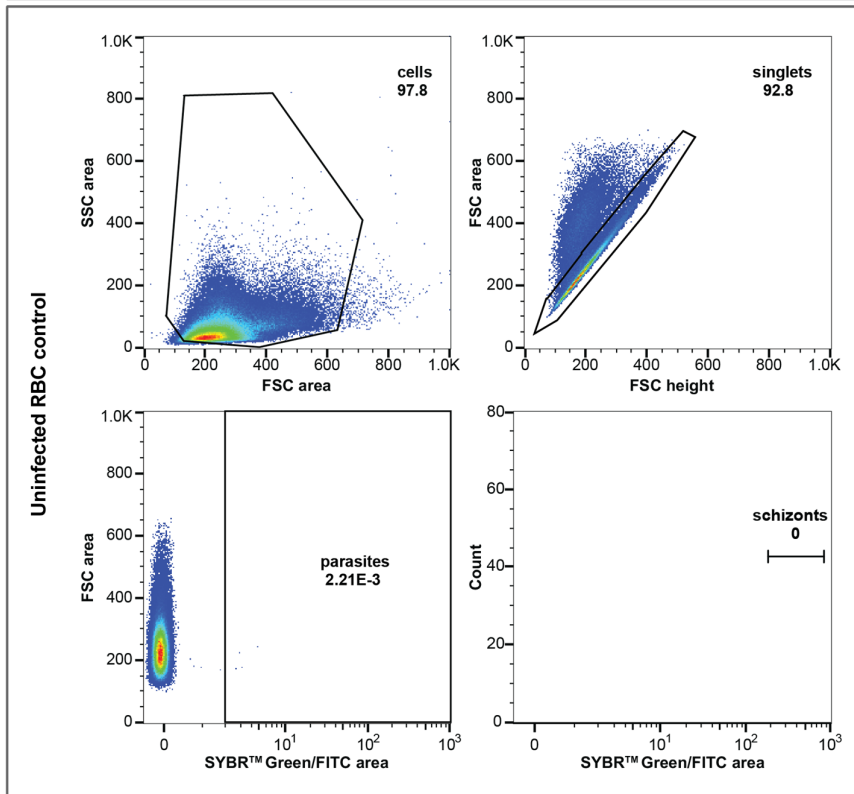 Uninfected RBC control
1.0K
800
600
400
200
0
SSC area
cells
97.8
0
200
400
600
800
1.0K
FSC area
1.0K
800
600
400
200
0
FSC area
singlets
92.8
0
200
400
600
800
1.0K
FSC height
1.0K
800
600
400
200
0
FSC area
parasites
2.21E-3
0
10¹
10²
10³
SYBR™ Green/FITC area
80
60
40
20
0
Count
schizonts
0
0
10¹
10²
10³
SYBR™ Green/FITC area